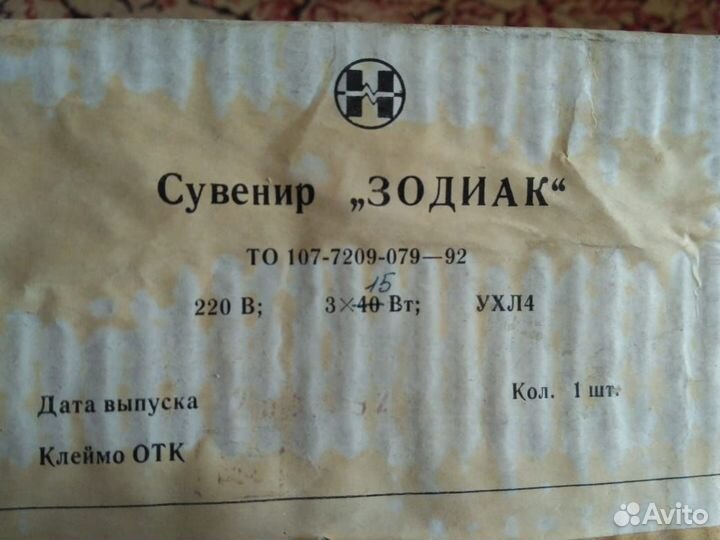 Сувенир „ЗОДИАК“
ТО 107-7209-079—92
15
220 В; 3×40 Вт; УХЛ4
Кол. 1 шт.
Дата выпуска
Клеймо ОТК
Avito